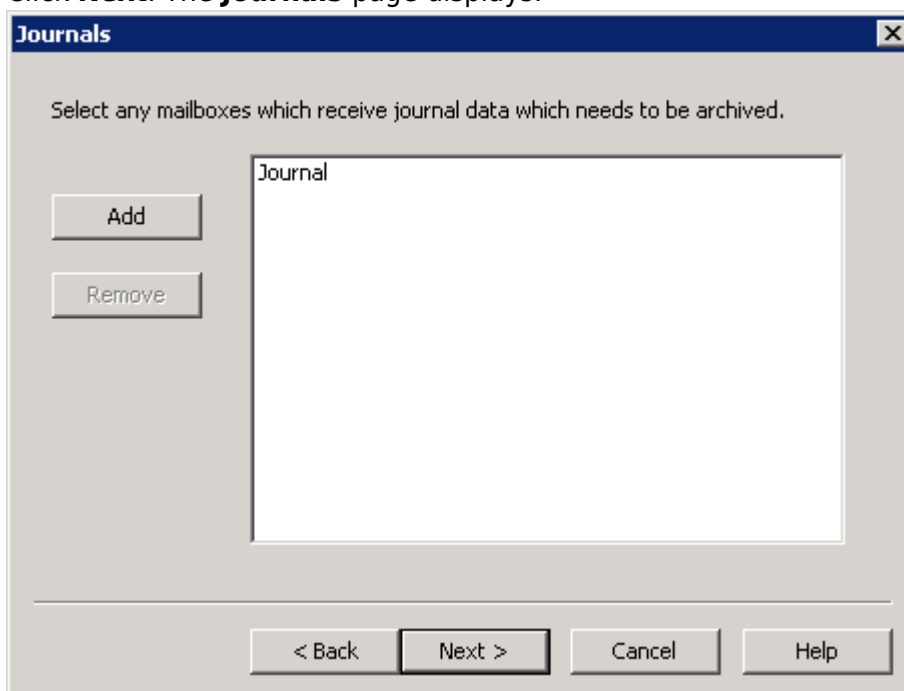 Click Next. The Journals page displays.
Journals
Select any mailboxes which receive journal data which needs to be archived.
Journal
Add
Remove
< Back Next > Cancel Help